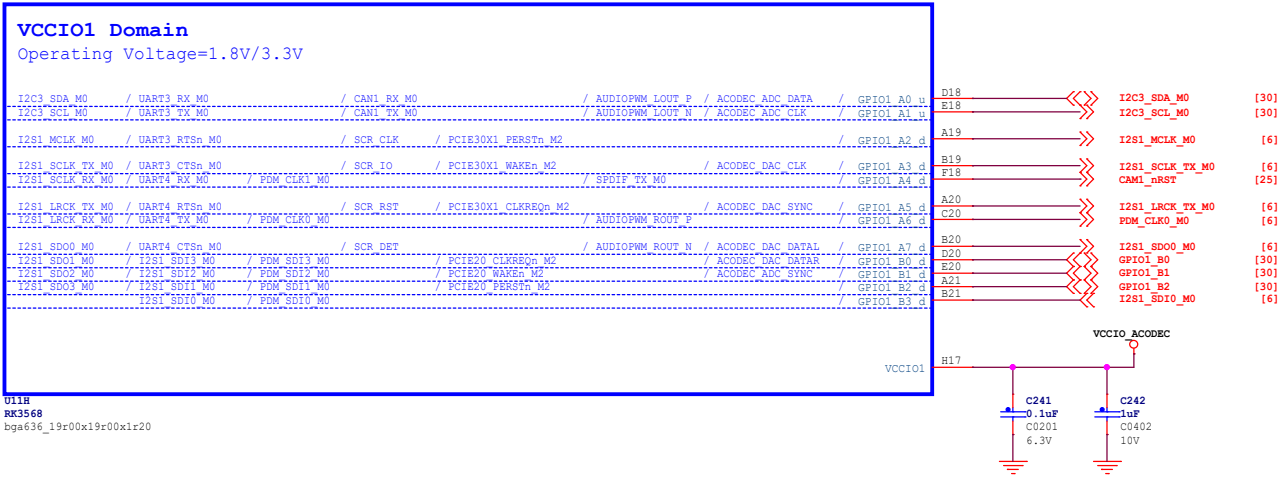 VCCIO1 Domain
Operating Voltage=1.8V/3.3V
I2C3_SDA_M0 / UART3_RX_M0 / CAN1_RX_M0 / AUDIOPWM_LOUT_P / ACODEC_ADC_DATA / GPIO1_A0_u D18 I2C3_SDA_M0 [30]
I2C3_SCL_M0 / UART3_TX_M0 / CAN1_TX_M0 / AUDIOPWM_LOUT_N / ACODEC_ADC_CLK / GPIO1_A1_u E18 I2C3_SCL_M0 [30]
I2S1_MCLK_M0 / UART3_RTSn_M0 / SCR_CLK / PCIE30X1_PERSTn_M2 / GPIO1_A2_d A19 I2S1_MCLK_M0 [6]
I2S1_SCLK_TX_M0 / UART3_CTSn_M0 / SCR_IO / PCIE30X1_WAKEn_M2 / ACODEC_DAC_CLK / GPIO1_A3_d B19 I2S1_SCLK_TX_M0 [6]
I2S1_SCLK_RX_M0 / UART4_RX_M0 / PDM_CLK1_M0 / SPDIF_TX_M0 / GPIO1_A4_d F18 CAM1_nRST [25]
I2S1_LRCK_TX_M0 / UART4_RTSn_M0 / SCR_RST / PCIE30X1_CLKREQn_M2 / ACODEC_DAC_SYNC / GPIO1_A5_d A20 I2S1_LRCK_TX_M0 [6]
I2S1_LRCK_RX_M0 / UART4_TX_M0 / PDM_CLK0_M0 / AUDIOPWM_ROUT_P / GPIO1_A6_d C20 PDM_CLK0_M0 [6]
I2S1_SDO0_M0 / UART4_CTSn_M0 / SCR_DET / AUDIOPWM_ROUT_N / ACODEC_DAC_DATAL / GPIO1_A7_d B20 I2S1_SDO0_M0 [6]
I2S1_SDO1_M0 / I2S1_SDI3_M0 / PDM_SDI3_M0 / PCIE20_CLKREQn_M2 / ACODEC_DAC_DATAR / GPIO1_B0_d D20 GPIO1_B0 [30]
I2S1_SDO2_M0 / I2S1_SDI2_M0 / PDM_SDI2_M0 / PCIE20_WAKEn_M2 / ACODEC_ADC_SYNC / GPIO1_B1_d E20 GPIO1_B1 [30]
I2S1_SDO3_M0 / I2S1_SDI1_M0 / PDM_SDI1_M0 / PCIE20_PERSTn_M2 / GPIO1_B2_d A21 GPIO1_B2 [30]
I2S1_SDI0_M0 / PDM_SDI0_M0 / GPIO1_B3_d B21 I2S1_SDI0_M0 [6]
VCCIO_ACODEC
VCCIO1 H17
U11H
RK3568
bga636_19r00x19r00x1r20
C241
0.1uF
C0201
6.3V
C242
1uF
C0402
10V